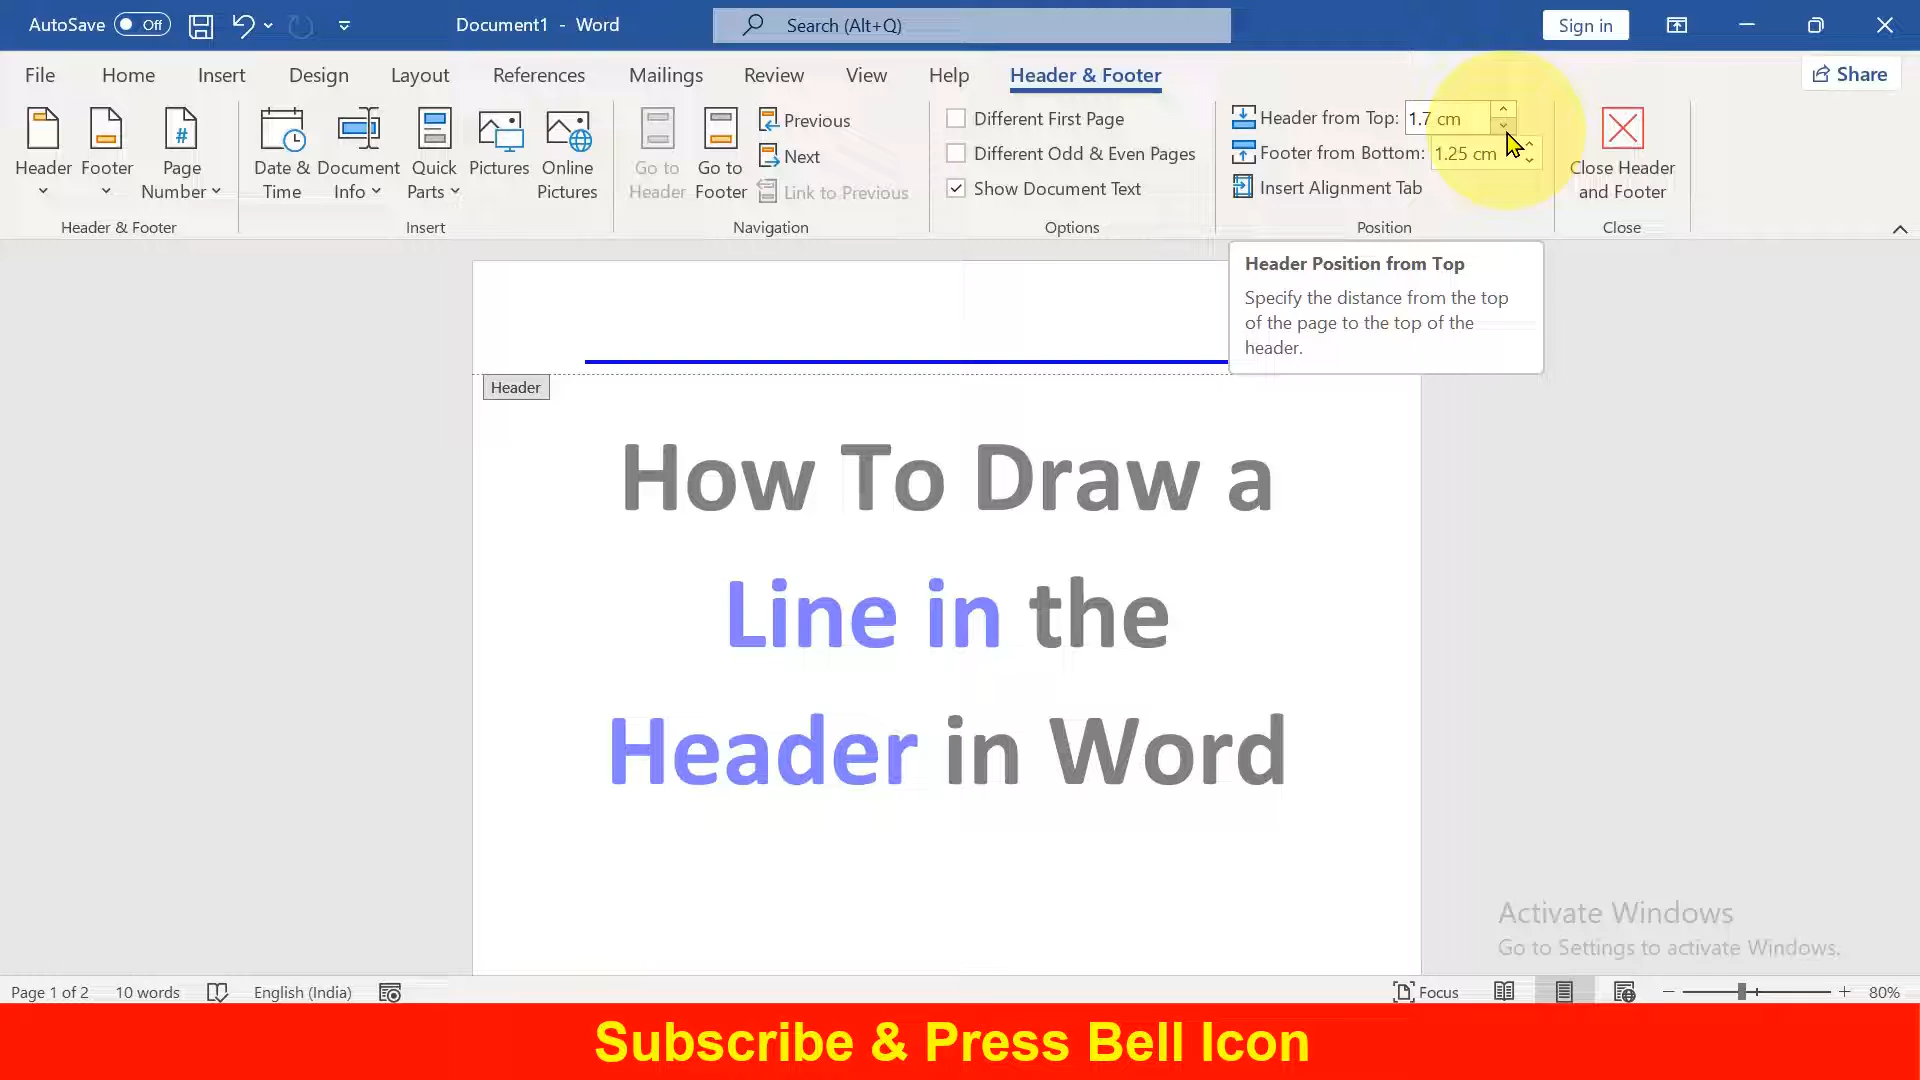 AutoSave Off Document1 - Word Search (Alt+Q) Sign in
File Home Insert Design Layout References Mailings Review View Help Header & Footer Share
Header
Footer
Page
Number
Header & Footer
Date &
Time
Document
Info
Quick
Parts
Pictures
Online
Pictures
Insert
Go to
Header
Go to
Footer
Previous
Next
Link to Previous
Navigation
Different First Page
Different Odd & Even Pages
Show Document Text
Options
Header from Top: 1.7 cm
Footer from Bottom: 1.25 cm
Insert Alignment Tab
Position
Close Header
and Footer
Close
Header Position from Top
Specify the distance from the top
of the page to the top of the
header.
Header
How To Draw a
Line in the
Header in Word
Activate Windows
Go to Settings to activate Windows.
Page 1 of 2 10 words English (India) Focus 80%
Subscribe & Press Bell Icon